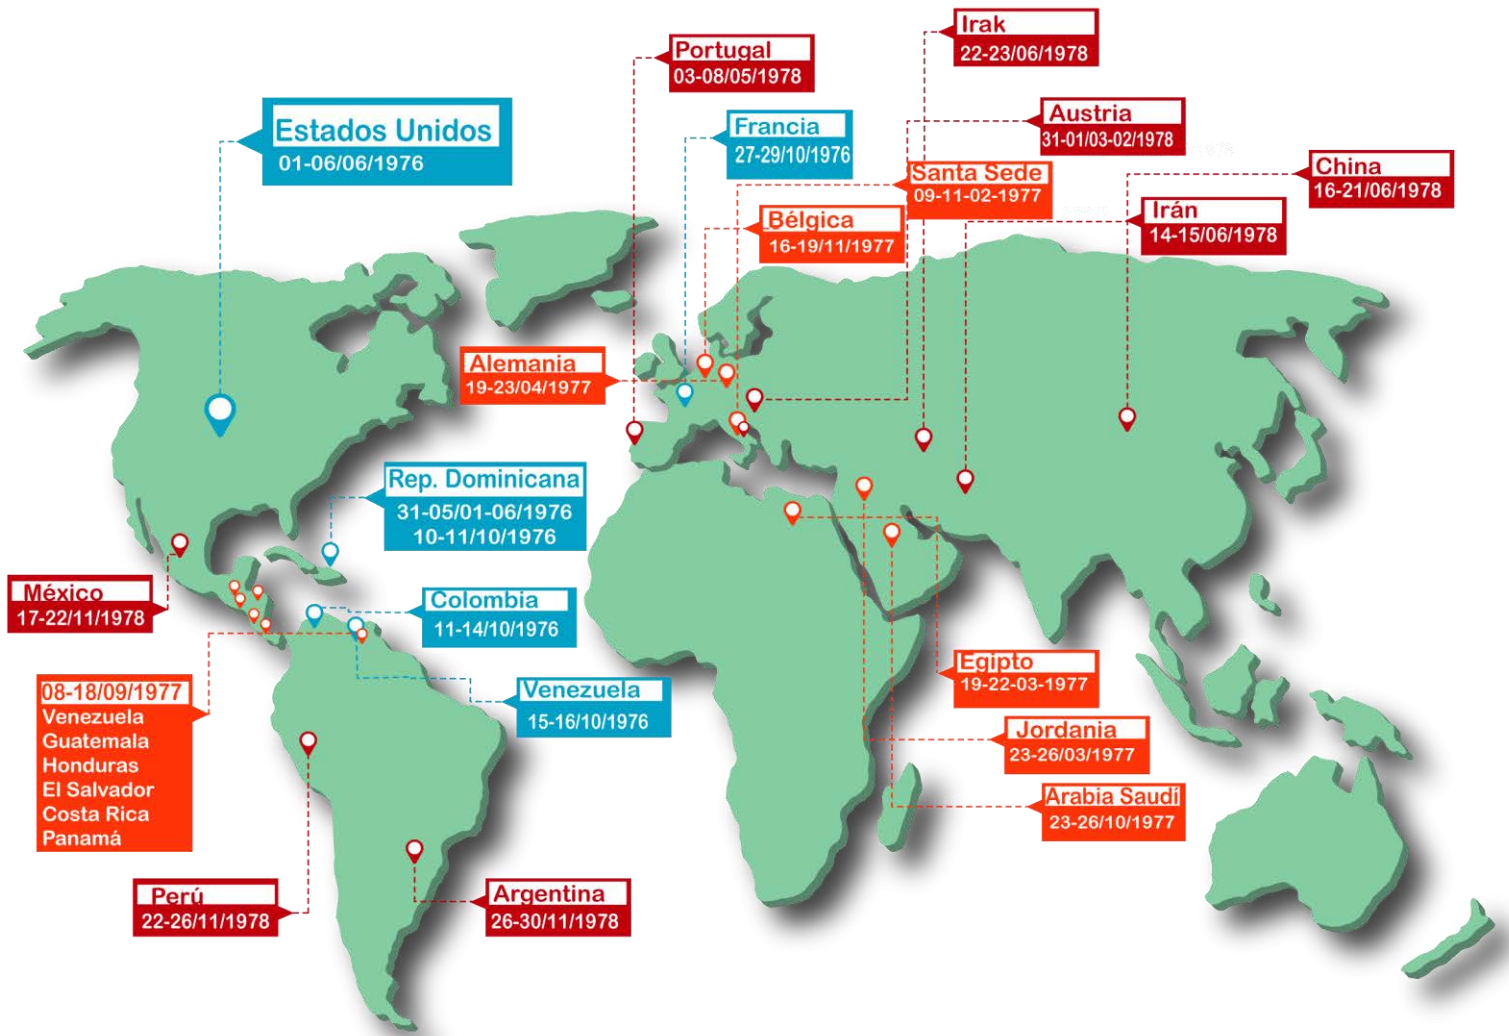 Irak
22-23/06/1978
Portugal
03-08/05/1978
Estados Unidos
01-06/06/1976
Francia
27-29/10/1976
Austria
31-01/03-02/1978
China
16-21/06/1978
Santa Sede
09-11-02-1977
Irán
14-15/06/1978
Bélgica
16-19/11/1977
Alemania
19-23/04/1977
Rep. Dominicana
31-05/01-06/1976
10-11/10/1976
México
17-22/11/1978
Colombia
11-14/10/1976
Egipto
19-22-03-1977
08-18/09/1977
Venezuela
Guatemala
Honduras
El Salvador
Costa Rica
Panamá
Venezuela
15-16/10/1976
Jordania
23-26/03/1977
Arabia Saudí
23-26/10/1977
Perú
22-26/11/1978
Argentina
26-30/11/1978